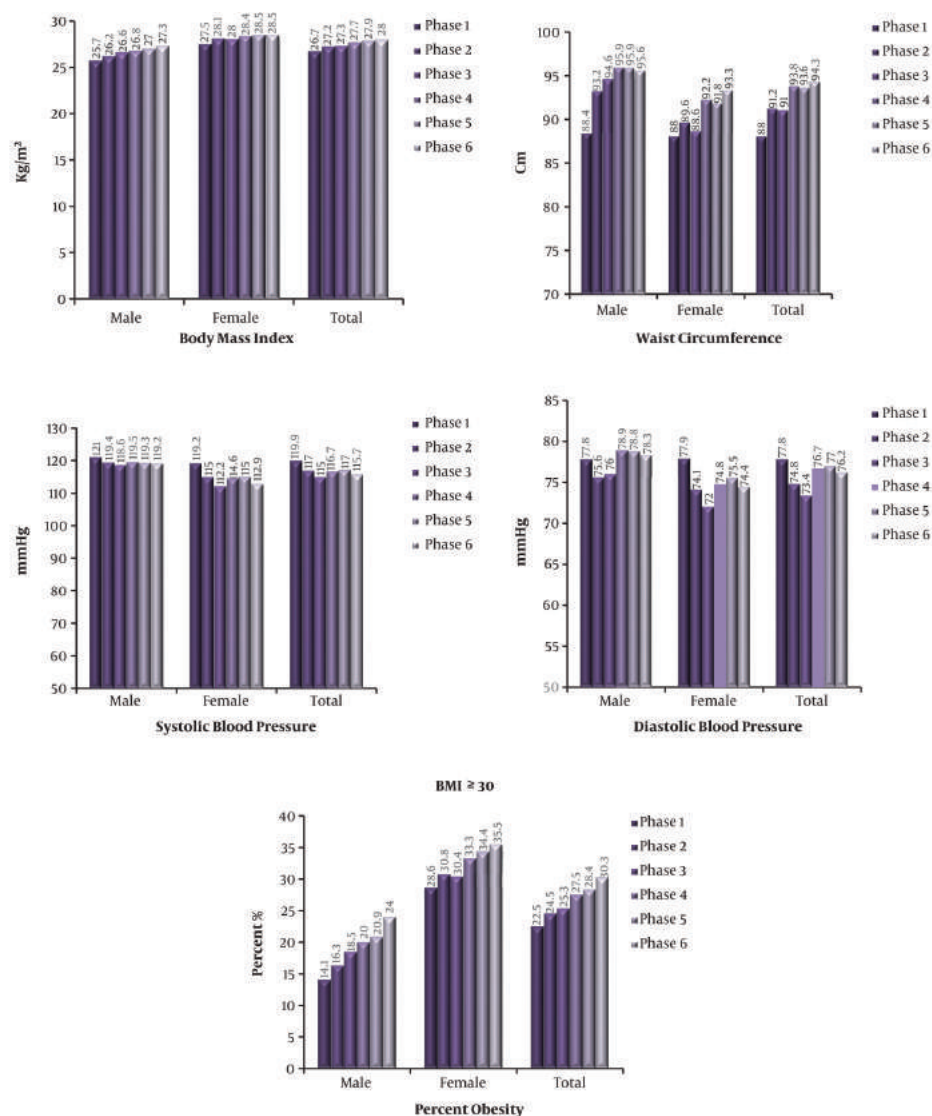 30
25
20
15
10
5
0
Kg/m²
25.7
26.2
26.6
26.8
27
27.3
27.5
28.1
28
28.4
28.5
28.5
26.7
27.2
27.3
27.7
27.9
28
Male
Female
Total
Body Mass Index
Phase 1
Phase 2
Phase 3
Phase 4
Phase 5
Phase 6
100
95
90
85
80
75
70
Cm
88.4
93.2
94.6
95.9
95.9
95.6
88
89.6
88.6
92.2
91.8
93.3
88
91.2
91
93.8
93.6
94.3
Male
Female
Total
Waist Circumference
Phase 1
Phase 2
Phase 3
Phase 4
Phase 5
Phase 6
130
120
110
100
90
80
70
60
50
mmHg
121
119.4
118.6
119.5
119.3
119.2
119.2
115
112.2
114.6
115
112.9
119.9
117
115
116.7
117
115.7
Male
Female
Total
Systolic Blood Pressure
Phase 1
Phase 2
Phase 3
Phase 4
Phase 5
Phase 6
85
80
75
70
65
60
55
50
mmHg
77.8
75.6
76
78.9
78.8
78.3
77.9
74.1
72
74.8
75.5
74.4
77.8
74.8
73.4
76.7
77
76.2
Male
Female
Total
Diastolic Blood Pressure
Phase 1
Phase 2
Phase 3
Phase 4
Phase 5
Phase 6
BMI ≥ 30
40
35
30
25
20
15
10
5
0
Percent %
14.1
16.3
18.5
20
20.9
24
28.6
30.8
30.4
33.3
34.4
35.5
22.5
24.5
25.3
27.5
28.4
30.3
Male
Female
Total
Percent Obesity
Phase 1
Phase 2
Phase 3
Phase 4
Phase 5
Phase 6